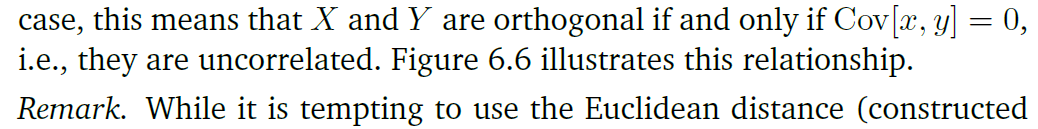 case, this means that X and Y are orthogonal if and only if Cov[x, y] = 0,
i.e., they are uncorrelated. Figure 6.6 illustrates this relationship.
Remark. While it is tempting to use the Euclidean distance (constructed